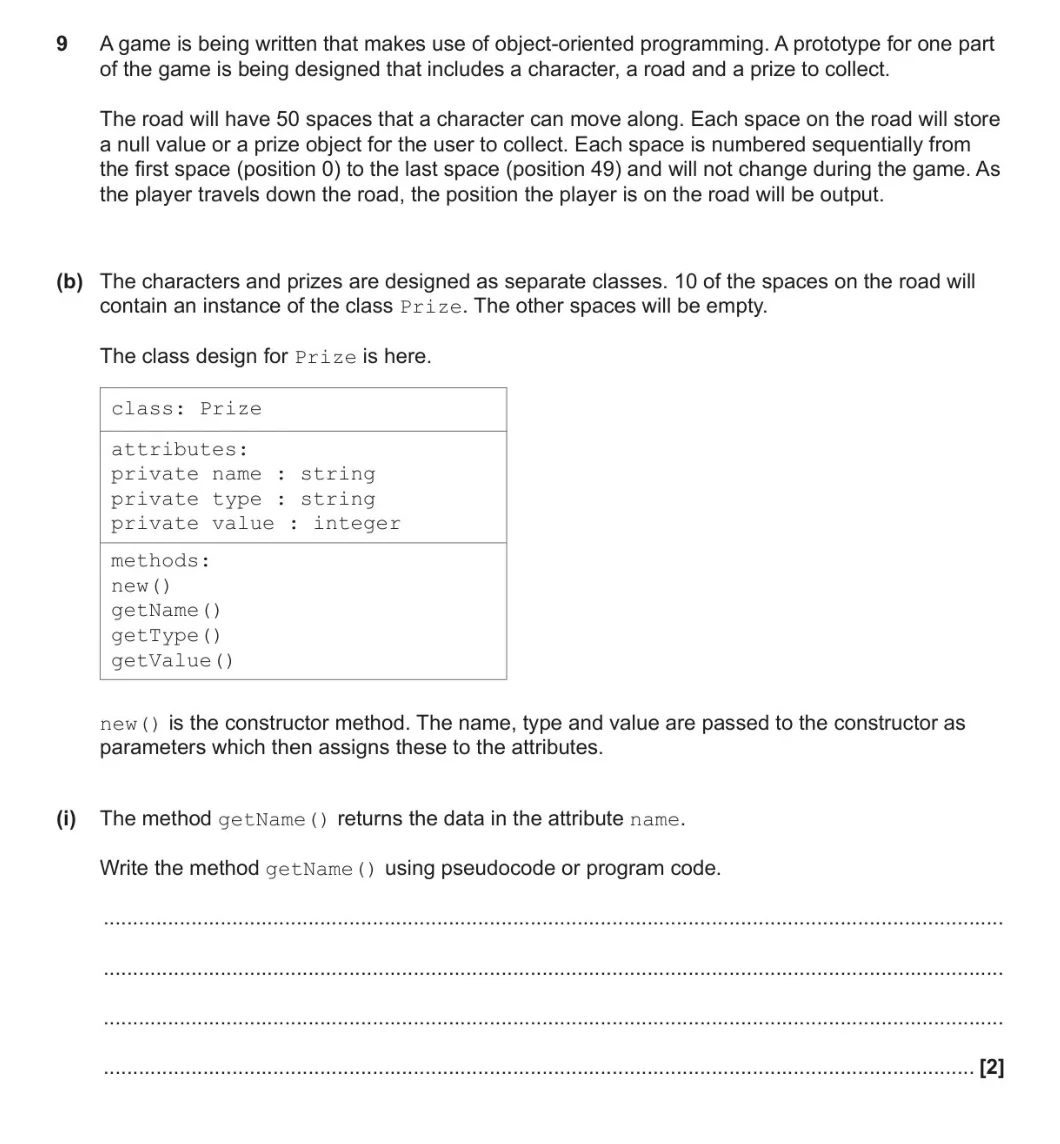 9 A game is being written that makes use of object-oriented programming. A prototype for one part
of the game is being designed that includes a character, a road and a prize to collect.
The road will have 50 spaces that a character can move along. Each space on the road will store
a null value or a prize object for the user to collect. Each space is numbered sequentially from
the first space (position 0) to the last space (position 49) and will not change during the game. As
the player travels down the road, the position the player is on the road will be output.
(b) The characters and prizes are designed as separate classes. 10 of the spaces on the road will
contain an instance of the class Prize. The other spaces will be empty.
The class design for Prize is here.
class: Prize
attributes:
private name : string
private type : string
private value : integer
methods:
new()
getName()
getType()
getValue()
new() is the constructor method. The name, type and value are passed to the constructor as
parameters which then assigns these to the attributes.
(i) The method getName() returns the data in the attribute name.
Write the method getName() using pseudocode or program code.
[2]